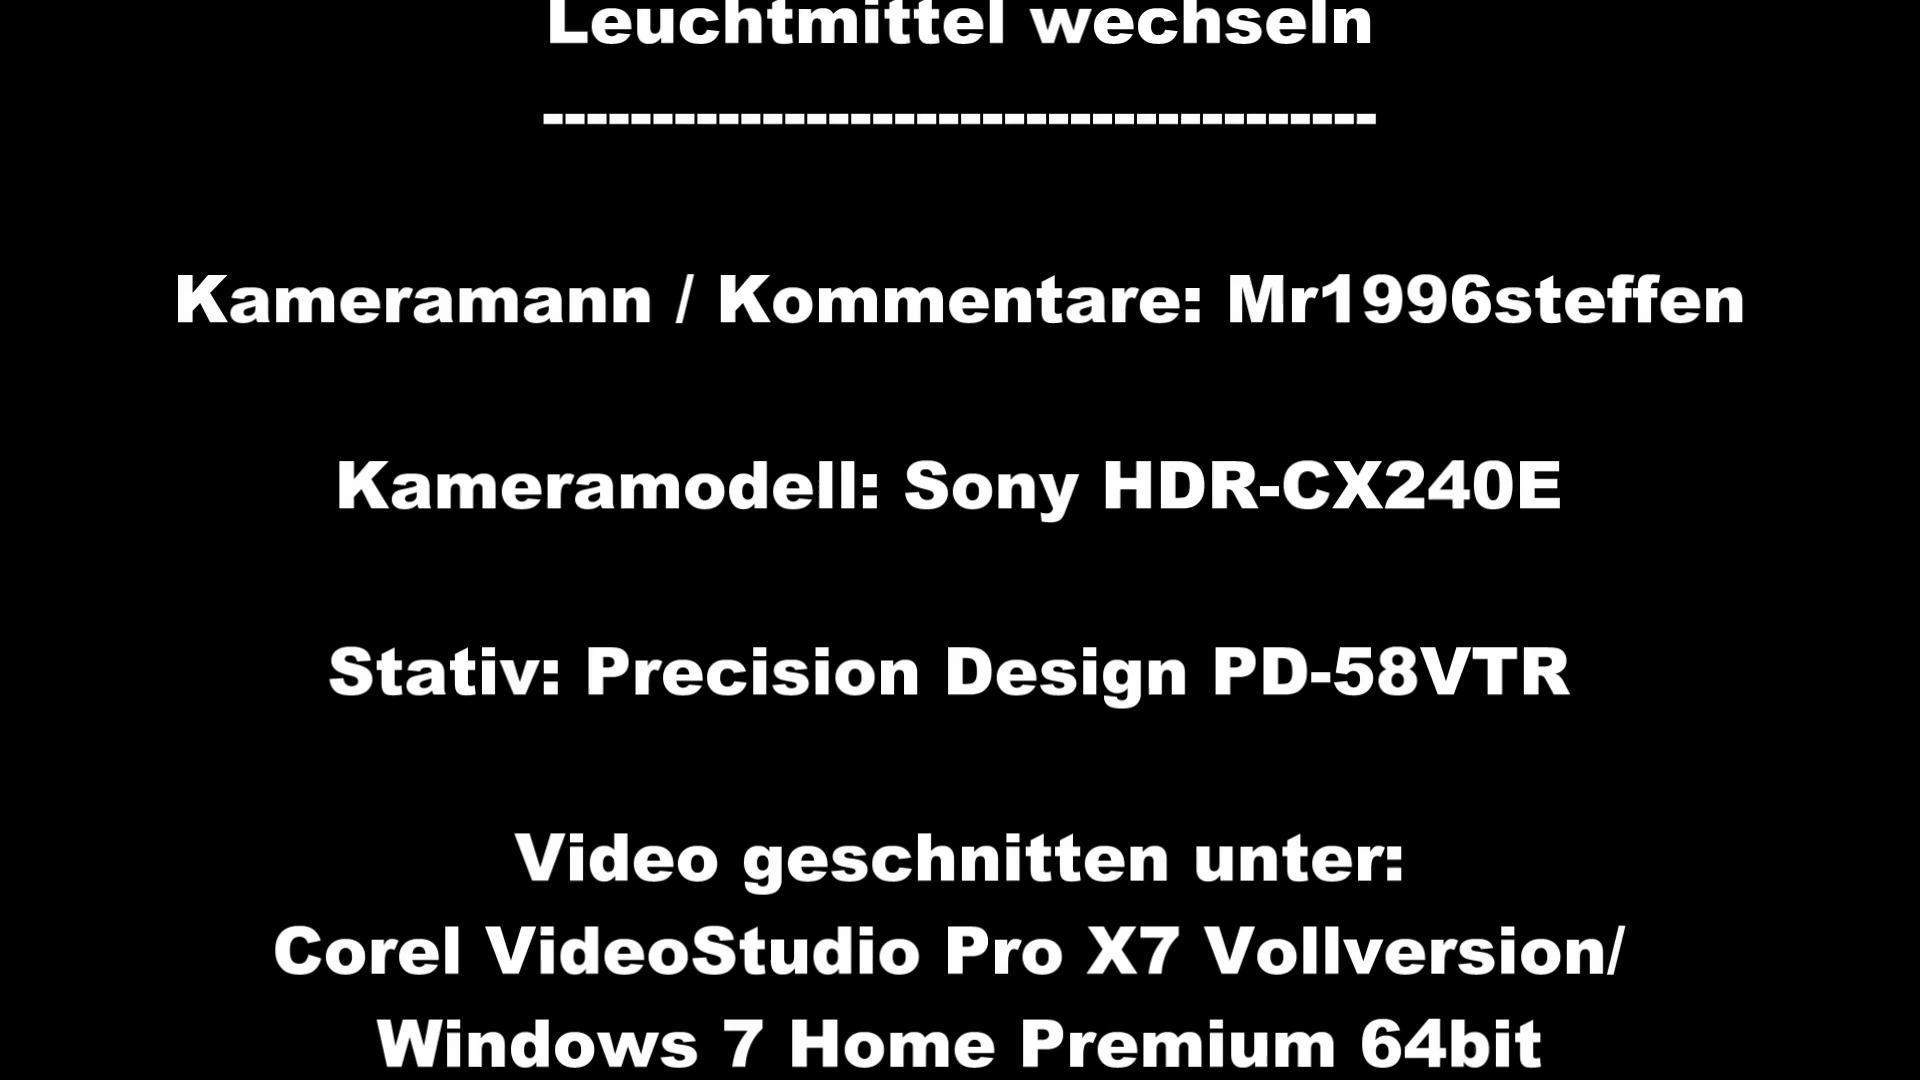 Leuchtmittel wechseln
--------------------------------------
Kameramann / Kommentare: Mr1996steffen
Kameramodell: Sony HDR-CX240E
Stativ: Precision Design PD-58VTR
Video geschnitten unter:
Corel VideoStudio Pro X7 Vollversion/
Windows 7 Home Premium 64bit